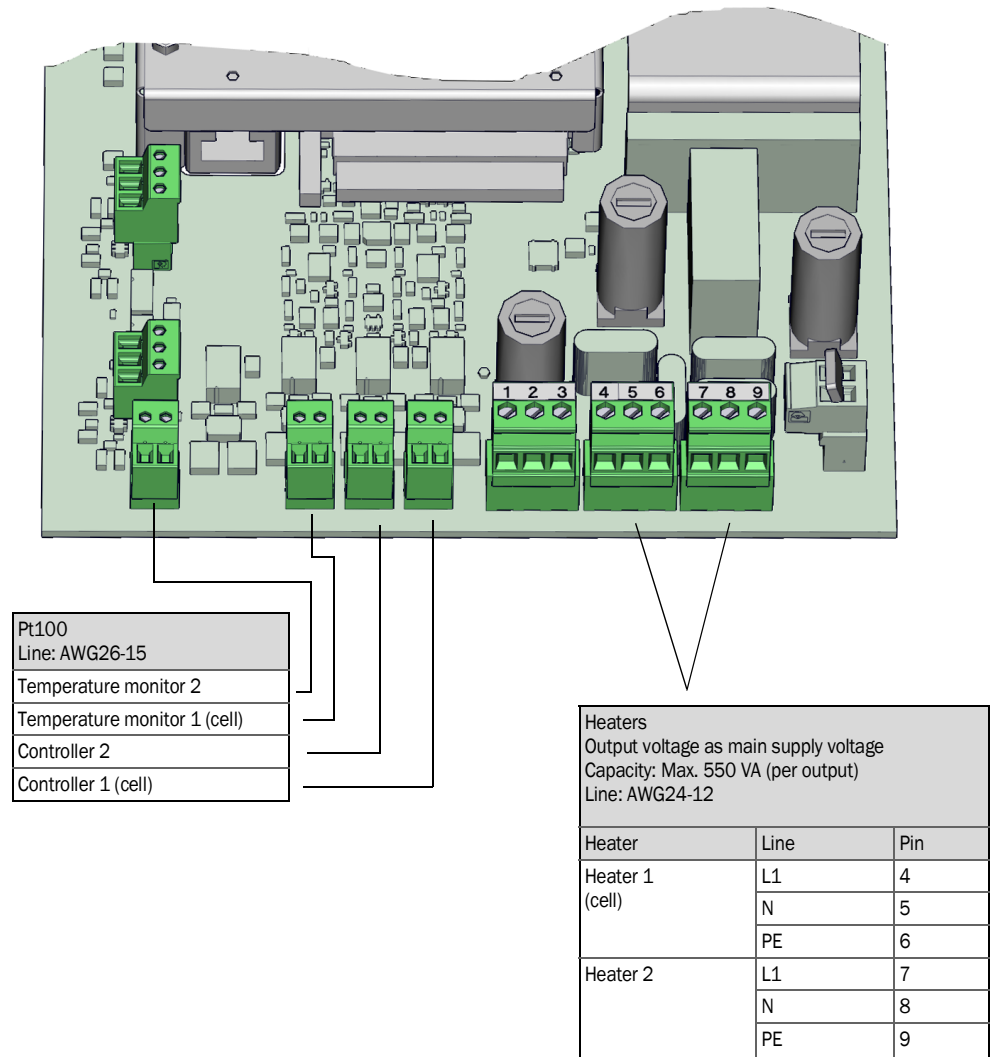 1 2 3 4 5 6 7 8 9
Pt100
Line: AWG26-15
Temperature monitor 2
Temperature monitor 1 (cell)
Controller 2
Controller 1 (cell)
Heaters
Output voltage as main supply voltage
Capacity: Max. 550 VA (per output)
Line: AWG24-12
Heater Line Pin
Heater 1 L1 4
(cell)
N 5
PE 6
Heater 2 L1 7
N 8
PE 9